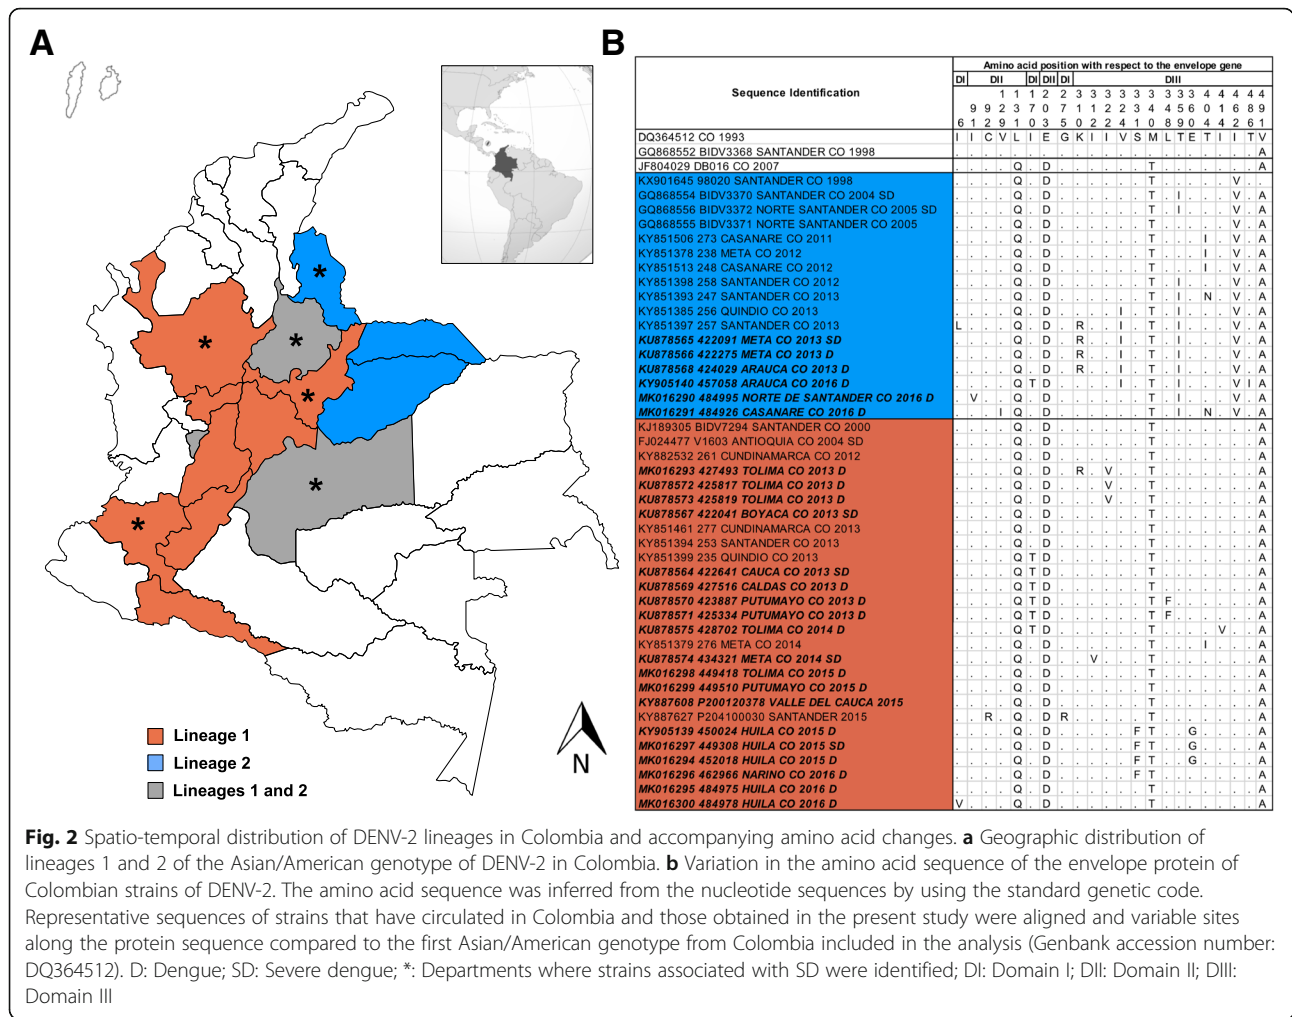 A
B
Lineage 1
Lineage 2
Lineages 1 and 2
N
Amino acid position with respect to the envelope gene
Sequence Identification
DI DII DI DII DI DIII
DQ364512 CO 1993 I I C V L I E G K I I V S M L T E T I I T V
GQ868552 BIDV3368 SANTANDER CO 1998 . . . . . . . . . . . . . . . . . . . . . A
JF804029 DB016 CO 2007 . . . . Q . D . . . . . . T . . . . . . . A
KX901645 98020 SANTANDER CO 1998 . . . . Q . D . . . . . . T . . . . . V . .
GQ868554 BIDV3370 SANTANDER CO 2004 SD . . . . Q . D . . . . . . T . I . . . V . A
GQ868556 BIDV3372 NORTE SANTANDER CO 2005 SD . . . . Q . D . . . . . . T . I . . . V . A
GQ868555 BIDV3371 NORTE SANTANDER CO 2005 . . . . Q . D . . . . . . T . . . . . V . A
KY851506 273 CASANARE CO 2011 . . . . Q . D . . . . . . T . . . I . V . A
KY851378 238 META CO 2012 . . . . Q . D . . . . . . T . . . I . V . A
KY851513 248 CASANARE CO 2012 . . . . Q . D . . . . . . T . . . I . V . A
KY851398 258 SANTANDER CO 2012 . . . . Q . D . . . . . . T . I . . . V . A
KY851393 247 SANTANDER CO 2013 . . . . Q . D . . . . . . T . I . N . V . A
KY851385 256 QUINDIO CO 2013 . . . . Q . D . . . . I . T . I . . . V . A
KY851397 257 SANTANDER CO 2013 L . . . Q . D . R . . I . T . I . . . V . A
KU878565 422091 META CO 2013 SD . . . . Q . D . R . . I . T . I . . . V . A
KU878566 422275 META CO 2013 D . . . . Q . D . R . . I . T . I . . . V . A
KU878568 424029 ARAUCA CO 2013 D . . . . Q . D . R . . I . T . I . . . V . A
KY905140 457058 ARAUCA CO 2016 D . . . . Q T D . . . . I . T . I . . . V I A
MK016290 484995 NORTE DE SANTANDER CO 2016 D . V . . Q . D . . . . . . T . I . . . V . A
MK016291 484926 CASANARE CO 2016 D . . . I Q . D . . . . . . T . I . N . V . A
KJ189305 BIDV7294 SANTANDER CO 2000 . . . . Q . D . . . . . . T . . . . . . . A
FJ024477 V1603 ANTIOQUIA CO 2004 SD . . . . Q . D . . . . . . T . . . . . . . A
KY882532 261 CUNDINAMARCA CO 2012 . . . . Q . D . . . . . . T . . . . . . . A
MK016293 427493 TOLIMA CO 2013 D . . . . Q . D . R . V . . T . . . . . . . A
KU878572 425817 TOLIMA CO 2013 D . . . . Q . D . . . V . . T . . . . . . . A
KU878573 425819 TOLIMA CO 2013 D . . . . Q . D . . . V . . T . . . . . . . A
KU878567 422041 BOYACA CO 2013 SD . . . . Q . D . . . . . . T . . . . . . . A
KY851461 277 CUNDINAMARCA CO 2013 . . . . Q . D . . . . . . T . . . . . . . A
KY851394 253 SANTANDER CO 2013 . . . . Q . D . . . . . . T . . . . . . . A
KY851399 235 QUINDIO CO 2013 . . . . Q T D . . . . . . T . . . . . . . A
KU878564 422641 CAUCA CO 2013 SD . . . . Q T D . . . . . . T . . . . . . . A
KU878569 427516 CALDAS CO 2013 D . . . . Q T D . . . . . . T . . . . . . . A
KU878570 423887 PUTUMAYO CO 2013 D . . . . Q T D . . . . . . T F . . . . . . A
KU878571 425334 PUTUMAYO CO 2013 D . . . . Q T D . . . . . . T F . . . . . . A
KU878575 428702 TOLIMA CO 2014 D . . . . Q T D . . . . . . T . . . . V . . A
KY851379 276 META CO 2014 . . . . Q . D . . . . . . T . . . I . . . A
KU878574 434321 META CO 2014 SD . . . . Q . D . . V . . . T . . . . . . . A
MK016298 449418 TOLIMA CO 2015 D . . . . Q . D . . . . . . T . . . . . . . A
MK016299 449510 PUTUMAYO CO 2015 D . . . . Q . D . . . . . . T . . . . . . . A
KY887608 P200120378 VALLE DEL CAUCA 2015 . . . . Q . D . . . . . . T . . . . . . . A
KY887627 P204100030 SANTANDER 2015 . . R . Q . D R . . . . . T . . . . . . . A
KY905139 450024 HUILA CO 2015 D . . . . Q . D . . . . . F T . . G . . . . A
MK016297 449308 HUILA CO 2015 SD . . . . Q . D . . . . . F T . . G . . . . A
MK016294 452018 HUILA CO 2015 D . . . . Q . D . . . . . F T . . G . . . . A
MK016296 462966 NARINO CO 2016 D . . . . Q . D . . . . . F T . . . . . . . A
MK016295 484975 HUILA CO 2016 D . . . . Q . D . . . . . . T . . . . . . . A
MK016300 484978 HUILA CO 2016 D V . . . Q . D . . . . . . T . . . . . . . A
Fig. 2 Spatio-temporal distribution of DENV-2 lineages in Colombia and accompanying amino acid changes. a Geographic distribution of
lineages 1 and 2 of the Asian/American genotype of DENV-2 in Colombia. b Variation in the amino acid sequence of the envelope protein of
Colombian strains of DENV-2. The amino acid sequence was inferred from the nucleotide sequences by using the standard genetic code.
Representative sequences of strains that have circulated in Colombia and those obtained in the present study were aligned and variable sites
along the protein sequence compared to the first Asian/American genotype from Colombia included in the analysis (Genbank accession number:
DQ364512). D: Dengue; SD: Severe dengue; *: Departments where strains associated with SD were identified; DI: Domain I; DII: Domain II; DIII:
Domain III